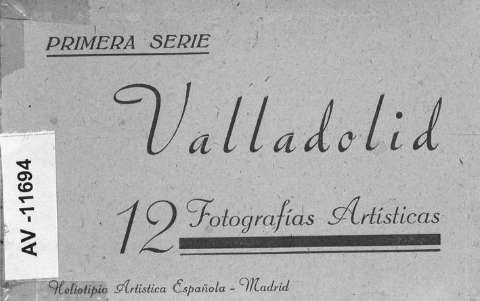 PRIMERA SERIE
Valladolid
12 Fotografías Artísticas
Heliotipia Artística Española - Madrid
AV -11694